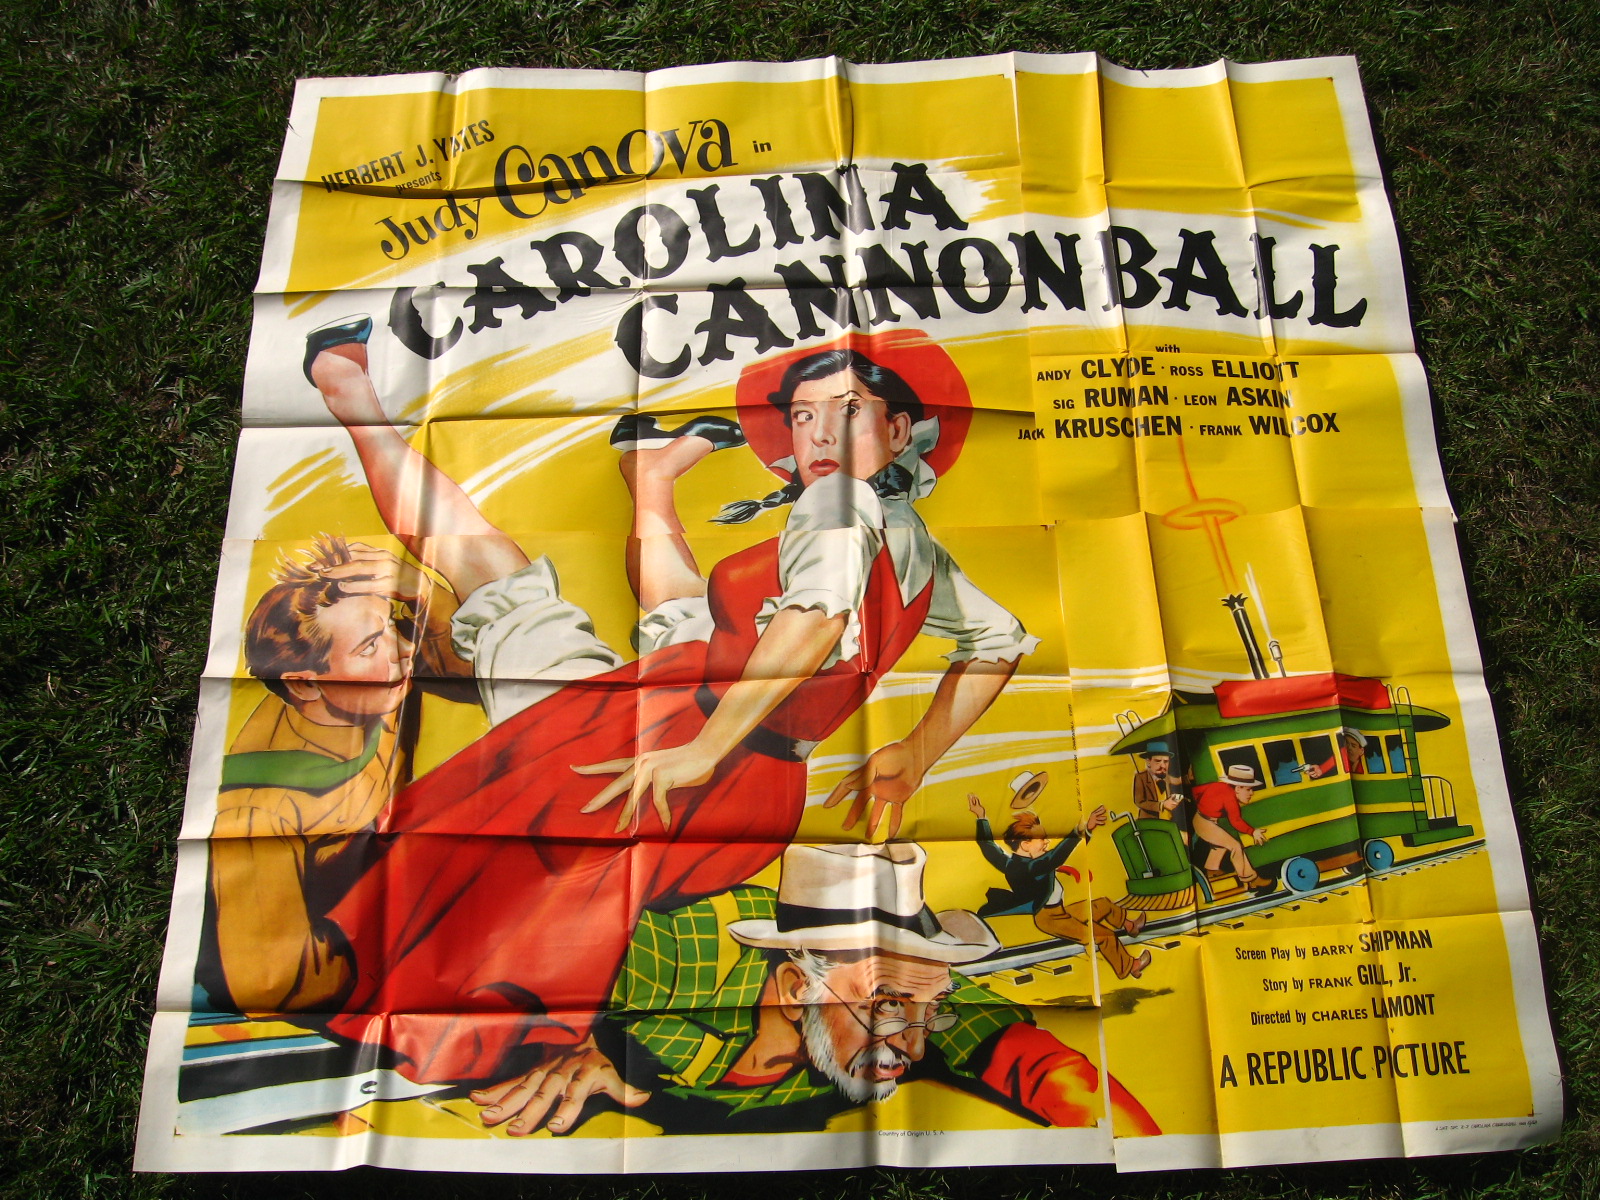 HERBERT J. YATES
presents
Judy Canova in
CAROLINA
CANNONBALL
with
ANDY CLYDE · ROSS ELLIOTT
SIG RUMAN · LEON ASKIN
JACK KRUSCHEN · FRANK WILCOX
Screen Play by BARRY SHIPMAN
Story by FRANK GILL, Jr.
Directed by CHARLES LAMONT
A REPUBLIC PICTURE
Country of Origin U. S. A.